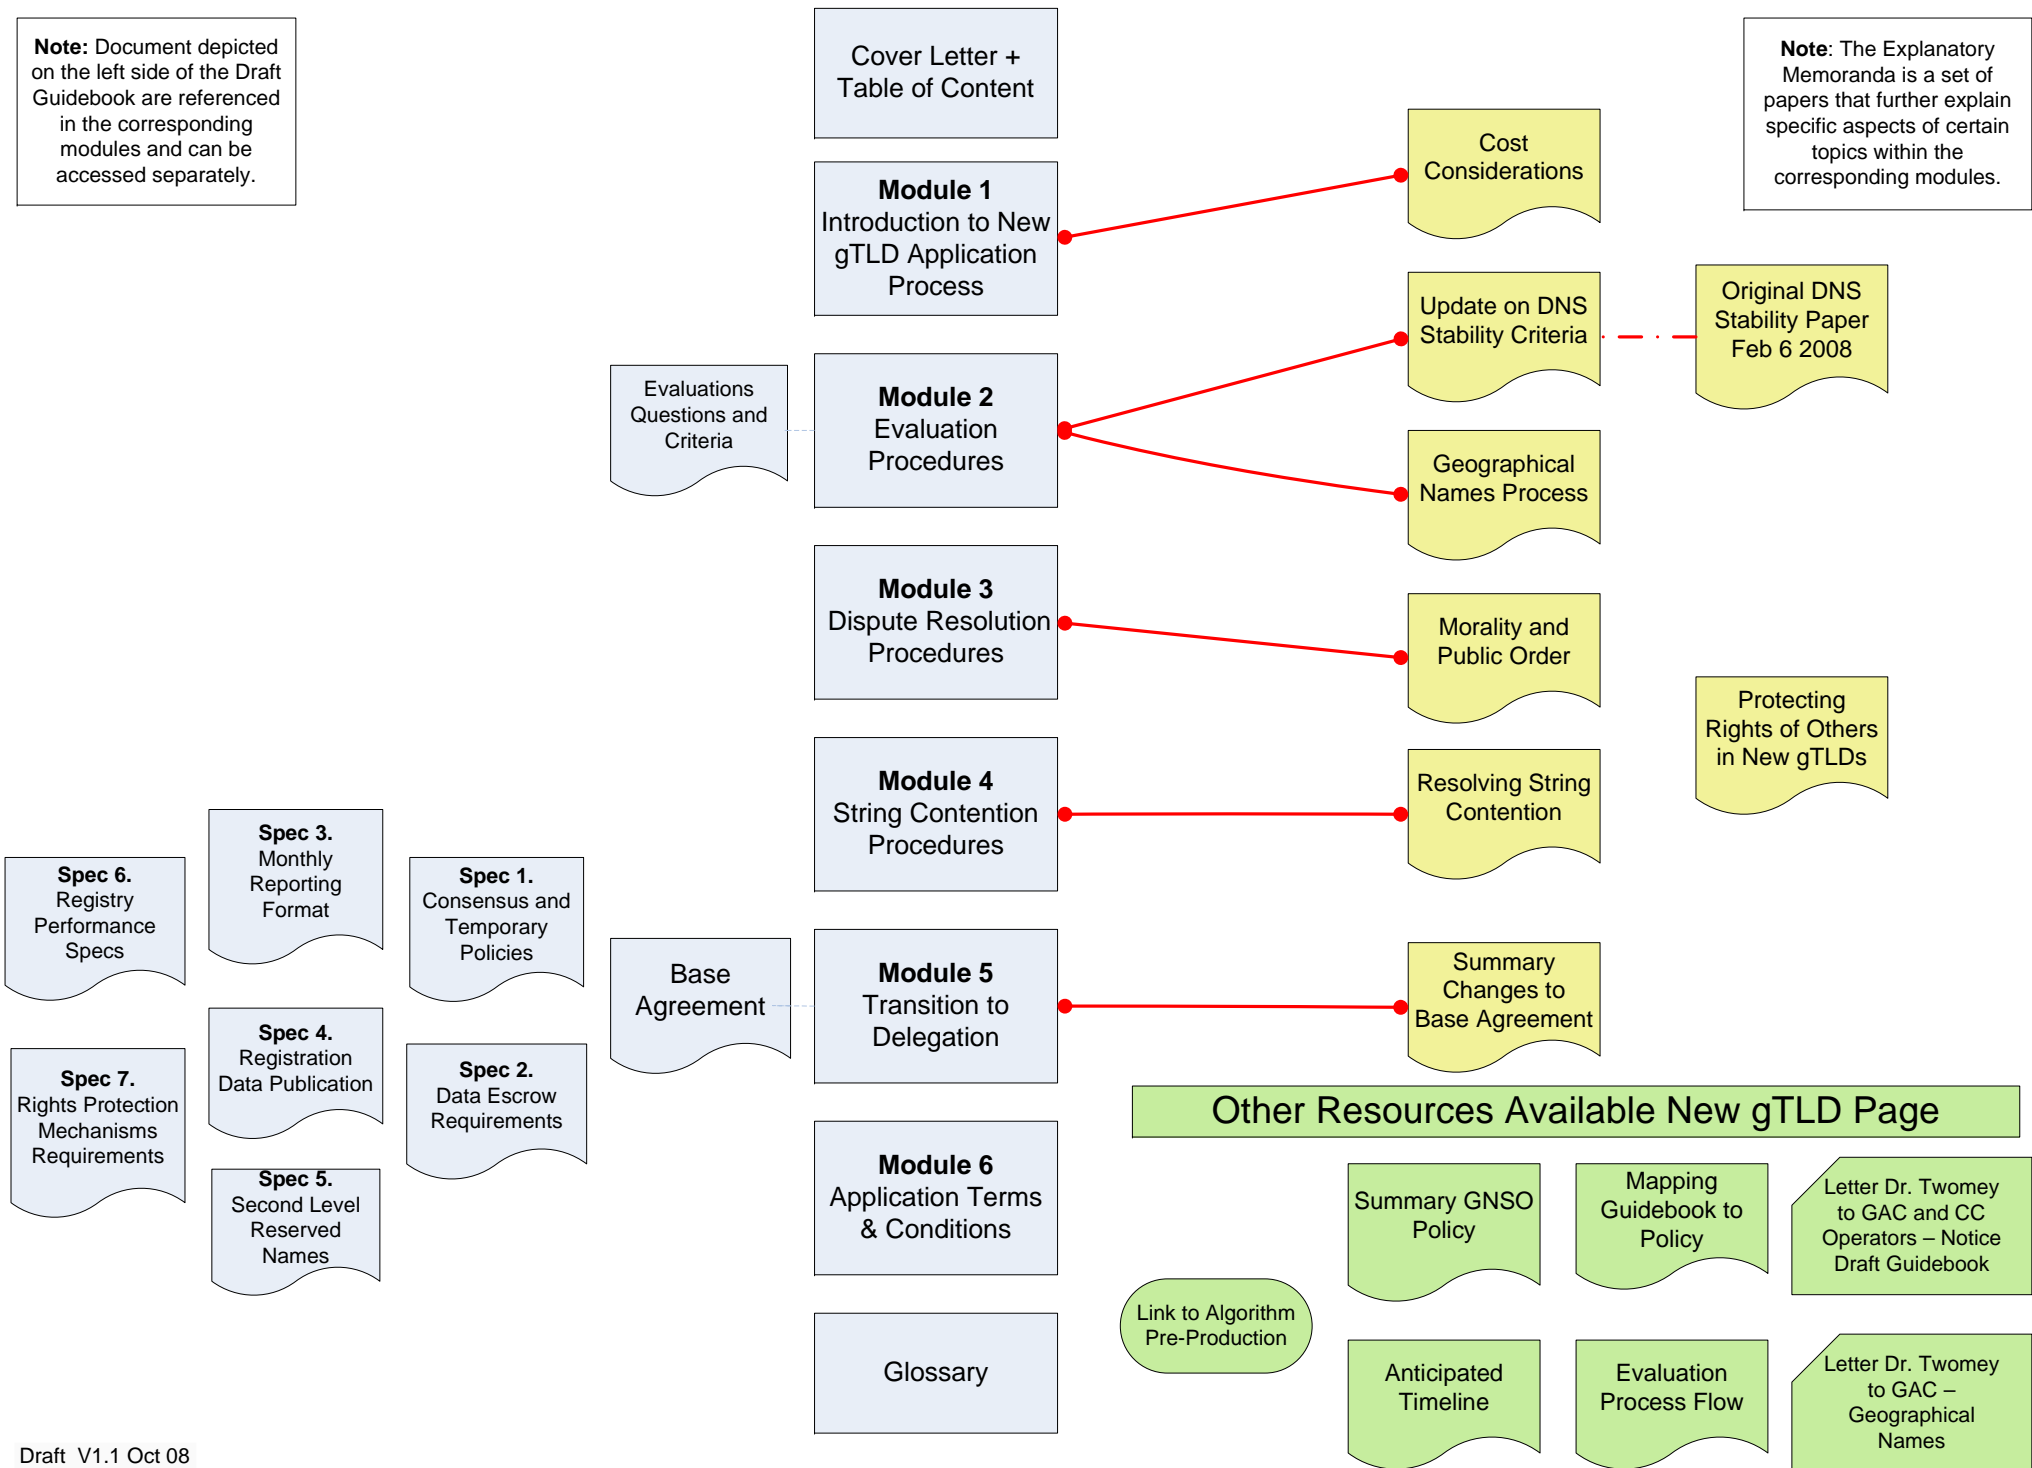 Note: Document depicted
on the left side of the Draft
Guidebook are referenced
in the corresponding
modules and can be
accessed separately.
Cover Letter +
Table of Content
Note: The Explanatory
Memoranda is a set of
papers that further explain
specific aspects of certain
topics within the
corresponding modules.
Module 1
Introduction to New
gTLD Application
Process
Cost
Considerations
Update on DNS
Stability Criteria
Original DNS
Stability Paper
Feb 6 2008
Evaluations
Questions and
Criteria
Module 2
Evaluation
Procedures
Geographical
Names Process
Module 3
Dispute Resolution
Procedures
Morality and
Public Order
Protecting
Rights of Others
in New gTLDs
Module 4
String Contention
Procedures
Resolving String
Contention
Spec 6.
Registry
Performance
Specs
Spec 3.
Monthly
Reporting
Format
Spec 1.
Consensus and
Temporary
Policies
Base
Agreement
Module 5
Transition to
Delegation
Summary
Changes to
Base Agreement
Spec 7.
Rights Protection
Mechanisms
Requirements
Spec 4.
Registration
Data Publication
Spec 2.
Data Escrow
Requirements
Spec 5.
Second Level
Reserved
Names
Module 6
Application Terms
& Conditions
Glossary
Other Resources Available New gTLD Page
Summary GNSO
Policy
Mapping
Guidebook to
Policy
Letter Dr. Twomey
to GAC and CC
Operators – Notice
Draft Guidebook
Link to Algorithm
Pre-Production
Anticipated
Timeline
Evaluation
Process Flow
Letter Dr. Twomey
to GAC –
Geographical
Names
Draft V1.1 Oct 08